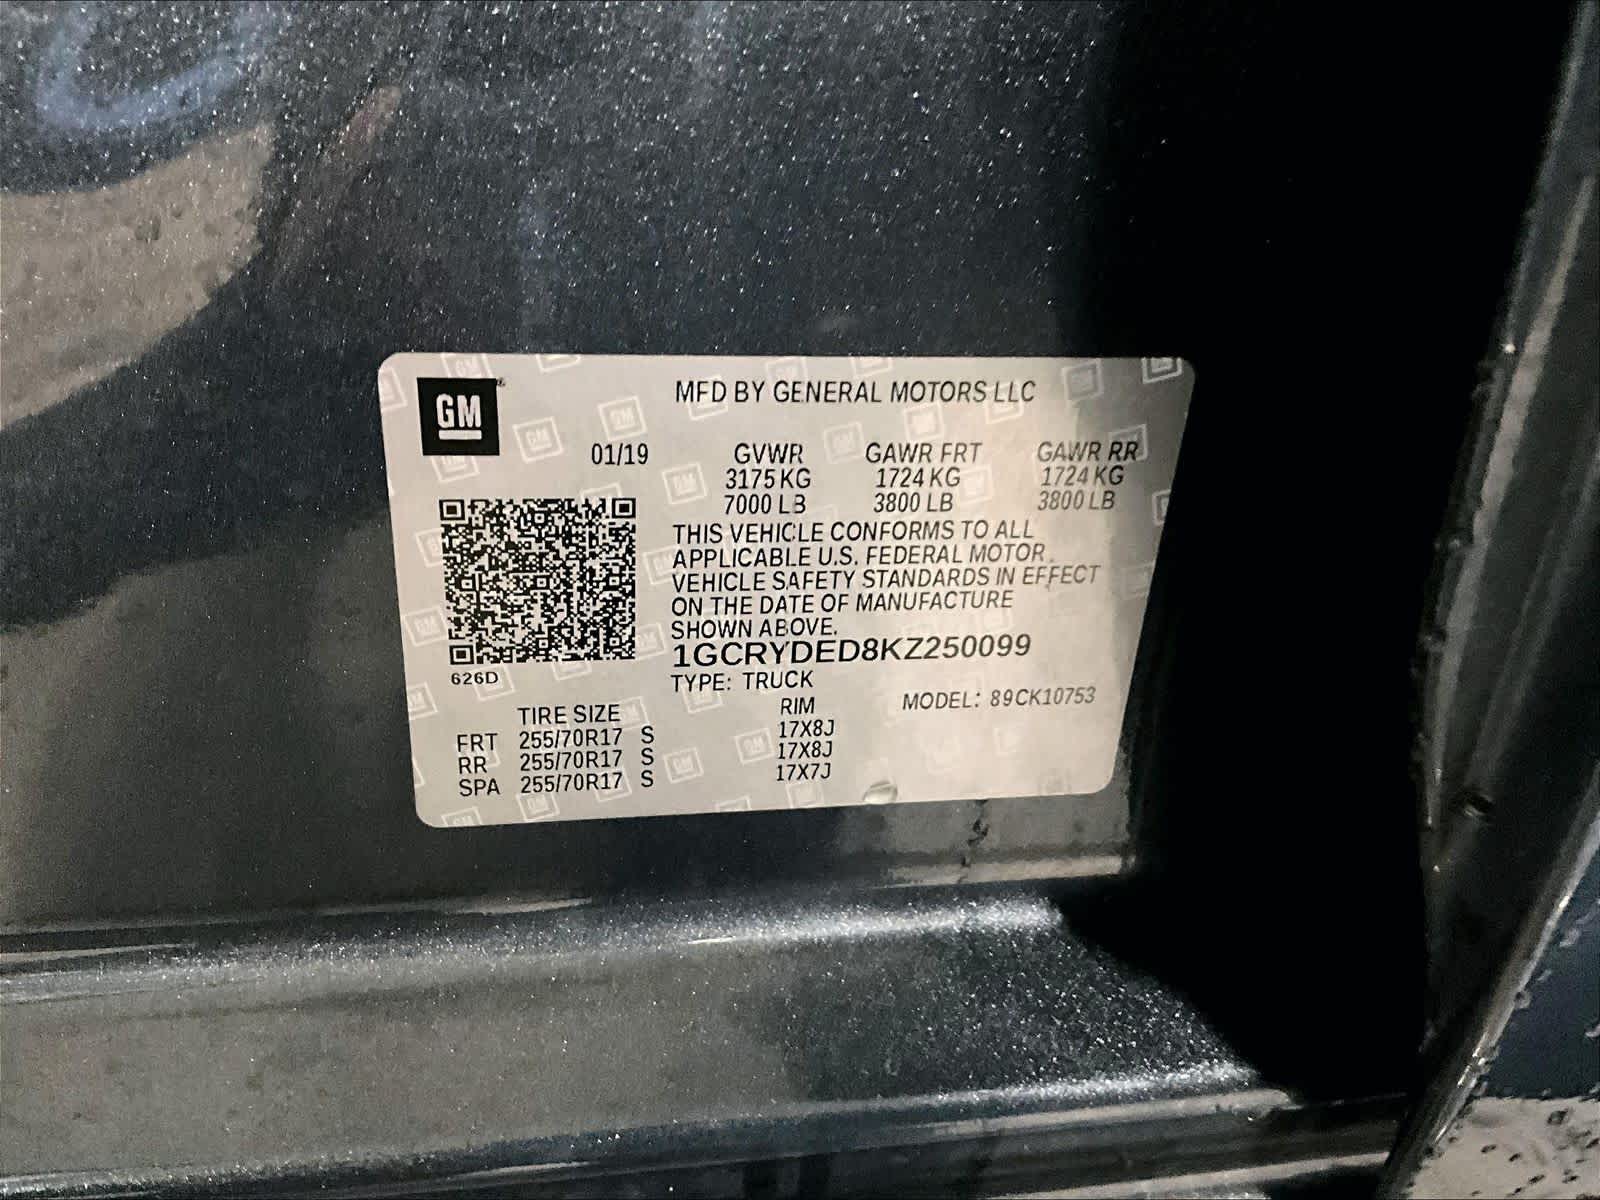 GM
MFD BY GENERAL MOTORS LLC
01/19 GVWR GAWR FRT GAWR RR
3175 KG 1724 KG 1724 KG
7000 LB 3800 LB 3800 LB
THIS VEHICLE CONFORMS TO ALL
APPLICABLE U.S. FEDERAL MOTOR
VEHICLE SAFETY STANDARDS IN EFFECT
ON THE DATE OF MANUFACTURE
SHOWN ABOVE.
1GCRYDED8KZ250099
626D
TYPE: TRUCK MODEL: 89CK10753
TIRE SIZE RIM
FRT 255/70R17 S 17X8J
RR 255/70R17 S 17X8J
SPA 255/70R17 S 17X7J